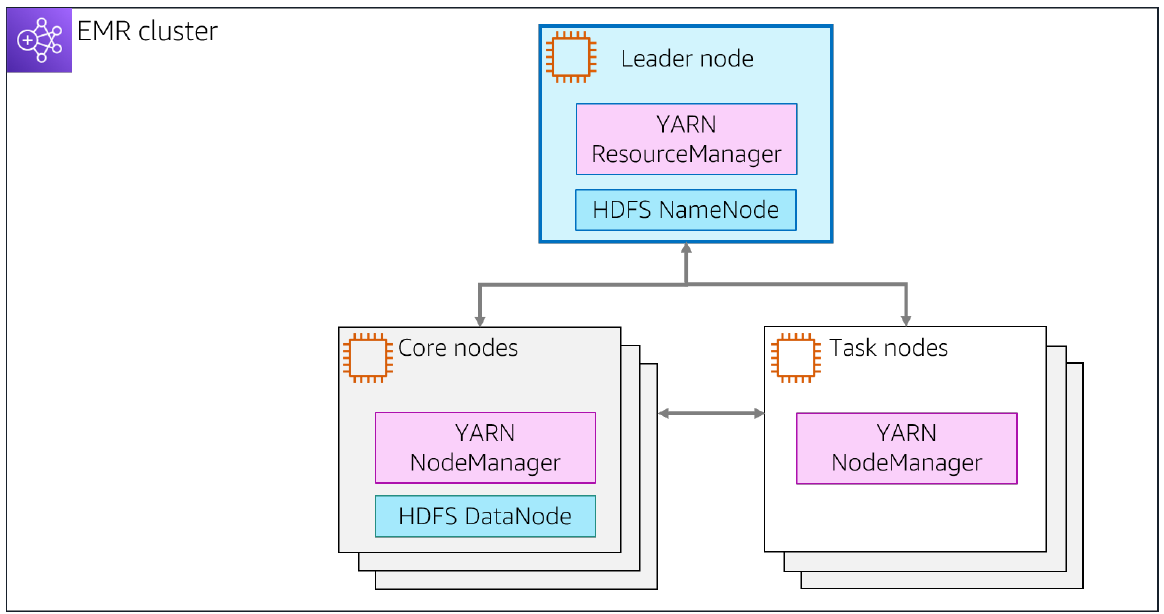 EMR cluster
Leader node
YARN
ResourceManager
HDFS NameNode
Core nodes
YARN
NodeManager
HDFS DataNode
Task nodes
YARN
NodeManager